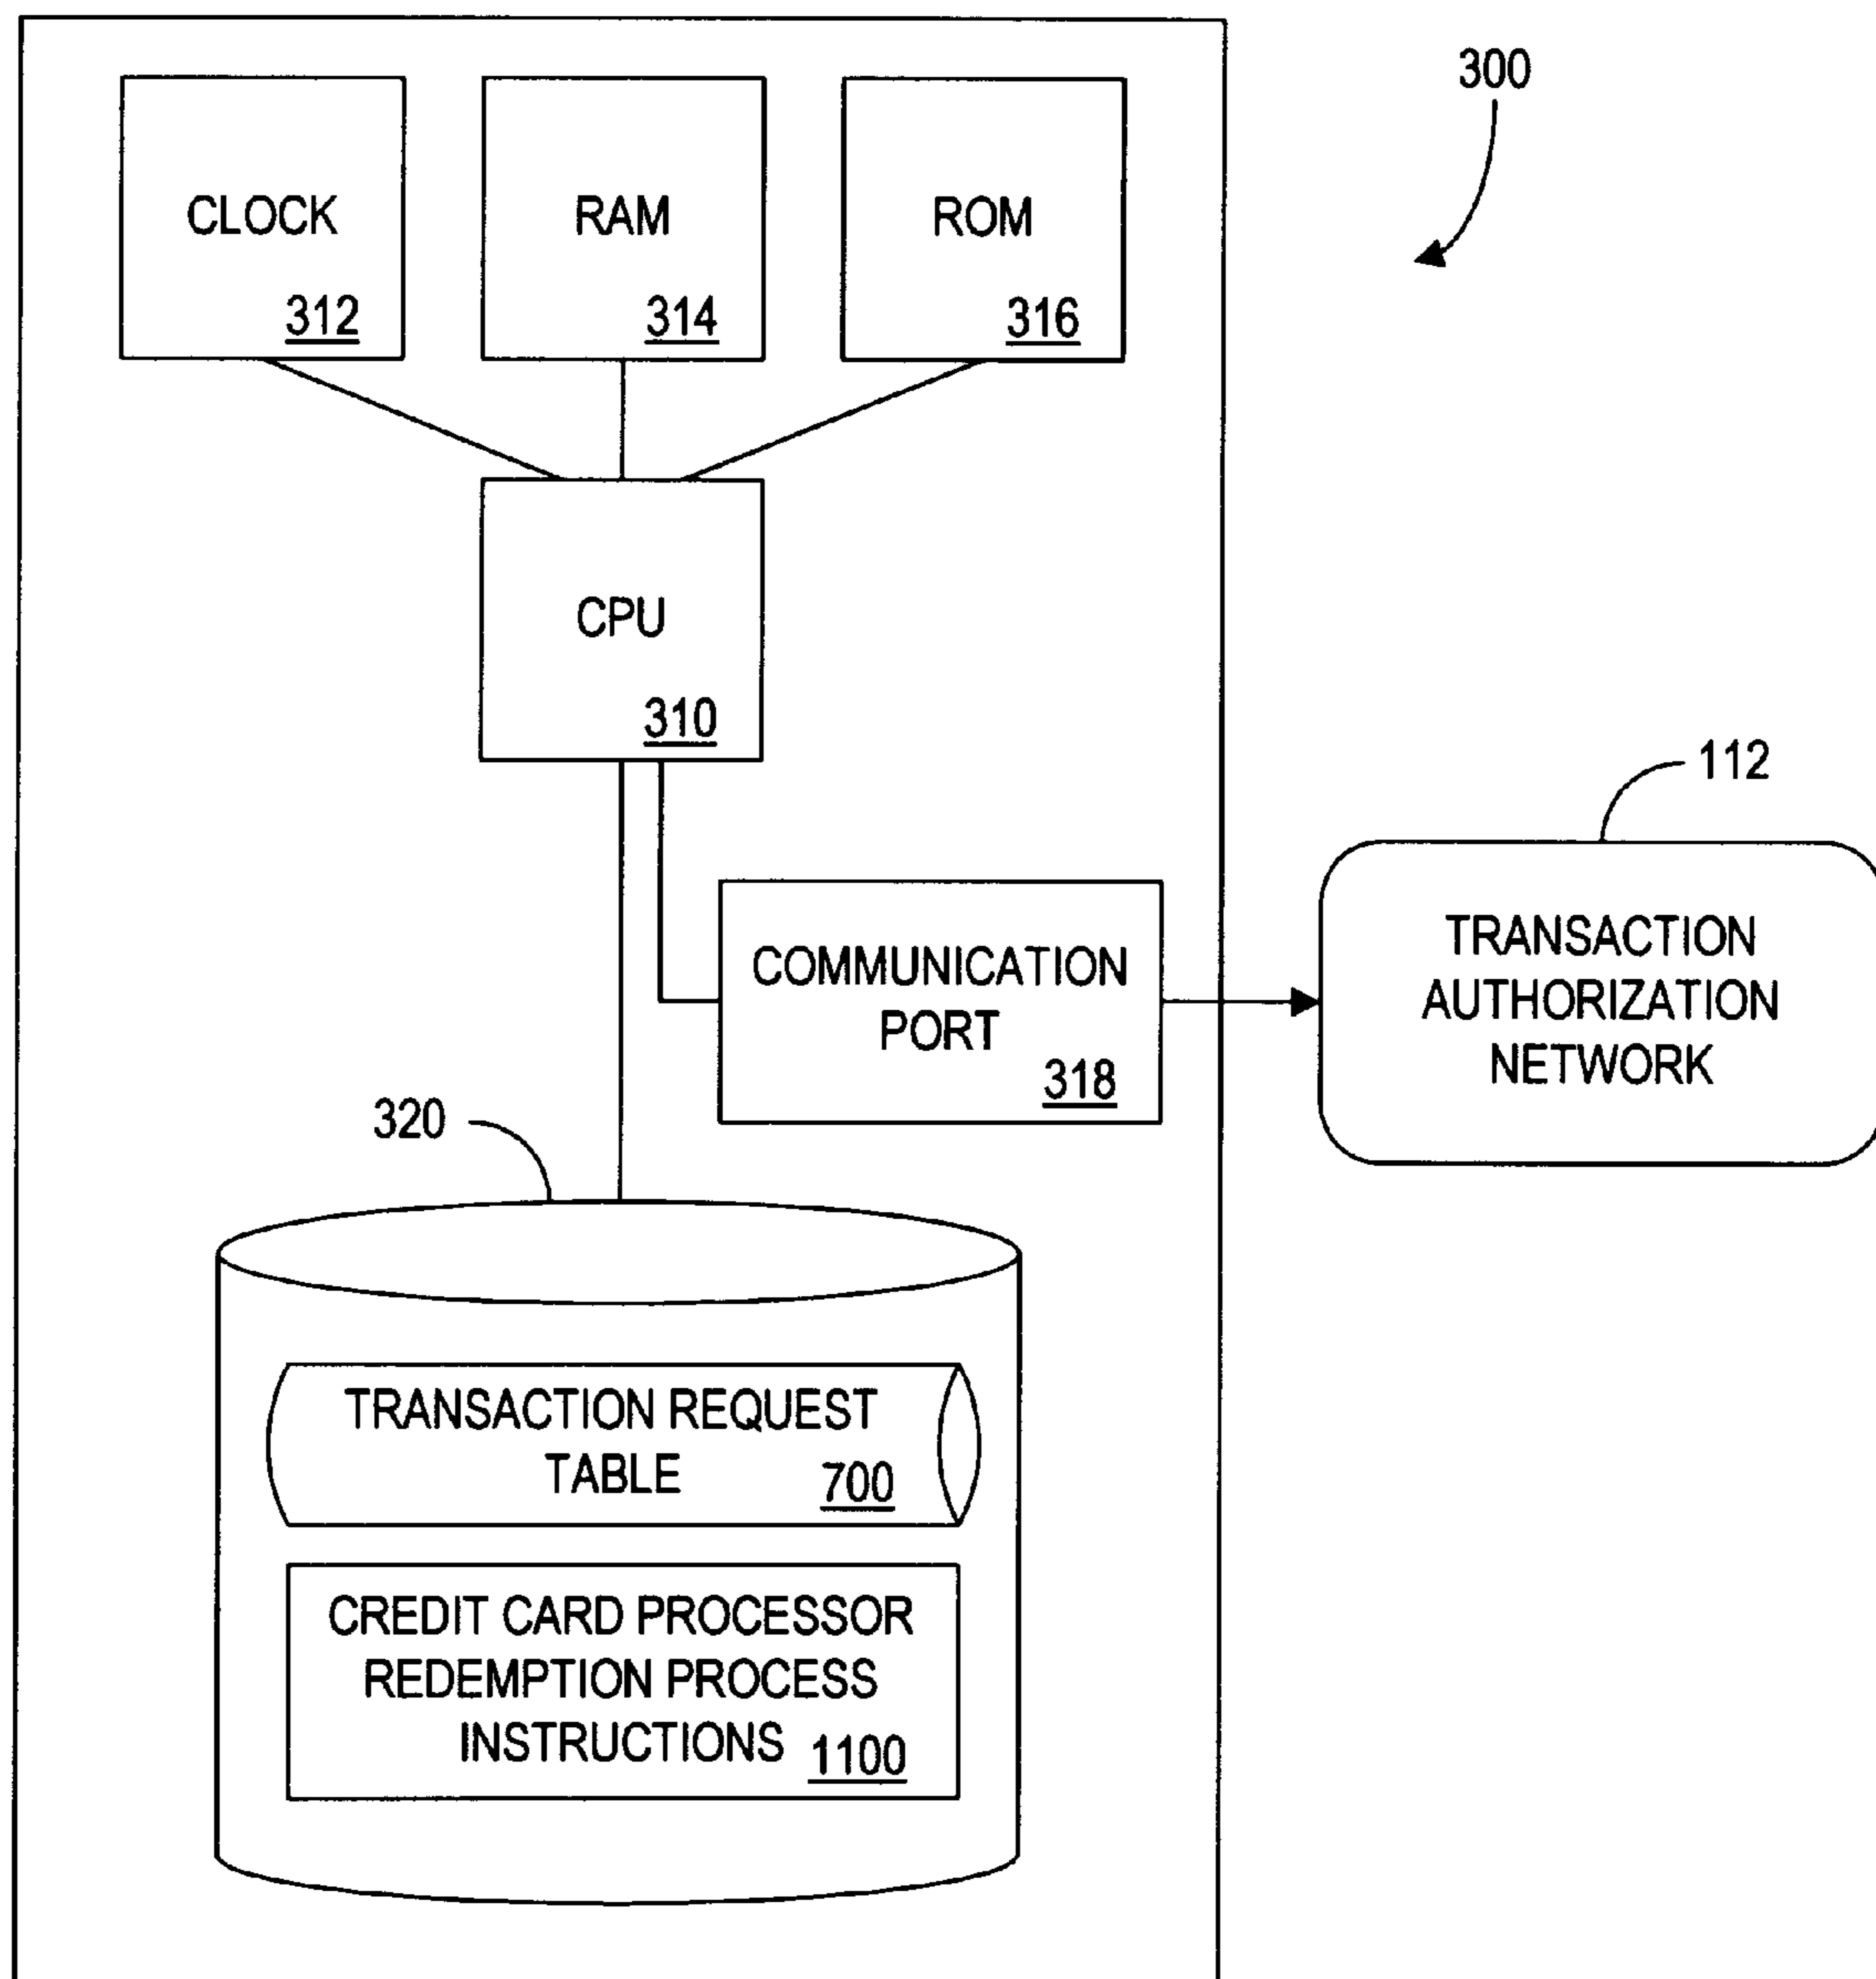 300
CLOCK
312
RAM
314
ROM
316
CPU
310
112
COMMUNICATION
PORT
318
TRANSACTION
AUTHORIZATION
NETWORK
320
TRANSACTION REQUEST
TABLE 700
CREDIT CARD PROCESSOR
REDEMPTION PROCESS
INSTRUCTIONS 1100